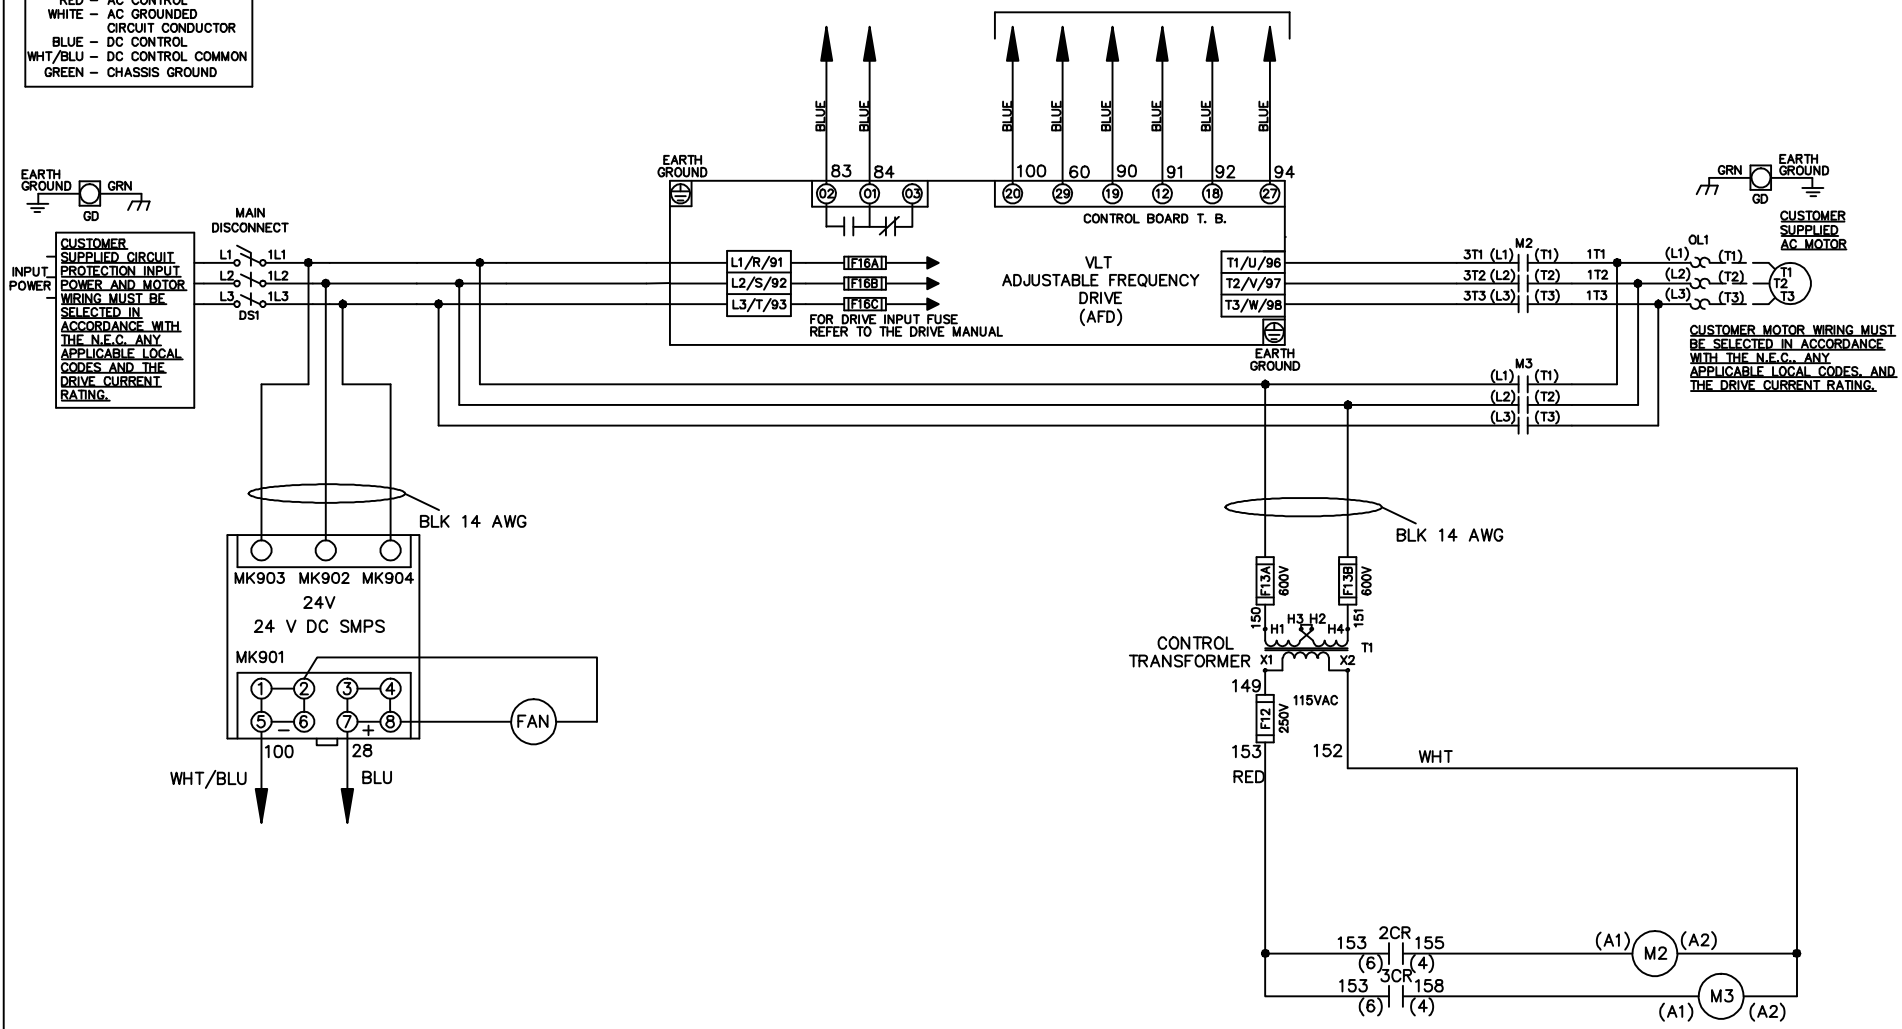 RED – AC CONTROL
WHITE – AC GROUNDED
CIRCUIT CONDUCTOR
BLUE – DC CONTROL
WHT/BLU – DC CONTROL COMMON
GREEN – CHASSIS GROUND
BLUE
BLUE
BLUE
BLUE
BLUE
BLUE
BLUE
BLUE
EARTH
GROUND
GRN
GD
MAIN
DISCONNECT
L1 1L1
L2 1L2
L3 1L3
DS1
INPUT
POWER
CUSTOMER
SUPPLIED CIRCUIT
PROTECTION INPUT
POWER AND MOTOR
WIRING MUST BE
SELECTED IN
ACCORDANCE WITH
THE N.E.C. ANY
APPLICABLE LOCAL
CODES AND THE
DRIVE CURRENT
RATING.
EARTH
GROUND
83 84
02 01 03
100 60 90 91 92 94
20 29 19 12 18 27
CONTROL BOARD T. B.
L1/R/91
L2/S/92
L3/T/93
F16A
F16B
F16C
FOR DRIVE INPUT FUSE
REFER TO THE DRIVE MANUAL
VLT
ADJUSTABLE FREQUENCY
DRIVE
(AFD)
T1/U/96
T2/V/97
T3/W/98
EARTH
GROUND
M2
3T1 (L1) (T1) 1T1
3T2 (L2) (T2) 1T2
3T3 (L3) (T3) 1T3
M3
(L1) (T1)
(L2) (T2)
(L3) (T3)
GRN
EARTH
GROUND
GD
CUSTOMER
SUPPLIED
AC MOTOR
OL1
(L1) (T1)
(L2) (T2)
(L3) (T3)
T1
T2
T3
CUSTOMER MOTOR WIRING MUST
BE SELECTED IN ACCORDANCE
WITH THE N.E.C., ANY
APPLICABLE LOCAL CODES, AND
THE DRIVE CURRENT RATING.
BLK 14 AWG
MK903 MK902 MK904
24V
24 V DC SMPS
MK901
1 2 3 4
5 – 6 7 + 8
FAN
100 28
WHT/BLU BLU
BLK 14 AWG
F13A
600V
F13B
600V
150
151
H1 H3 H2 H4
T1
CONTROL
TRANSFORMER
X1 X2
149
115VAC
F12
250V
153 152
RED
WHT
2CR
153 155
(6) (4)
(A1) M2 (A2)
3CR
153 158
(6) (4)
(A1) M3 (A2)